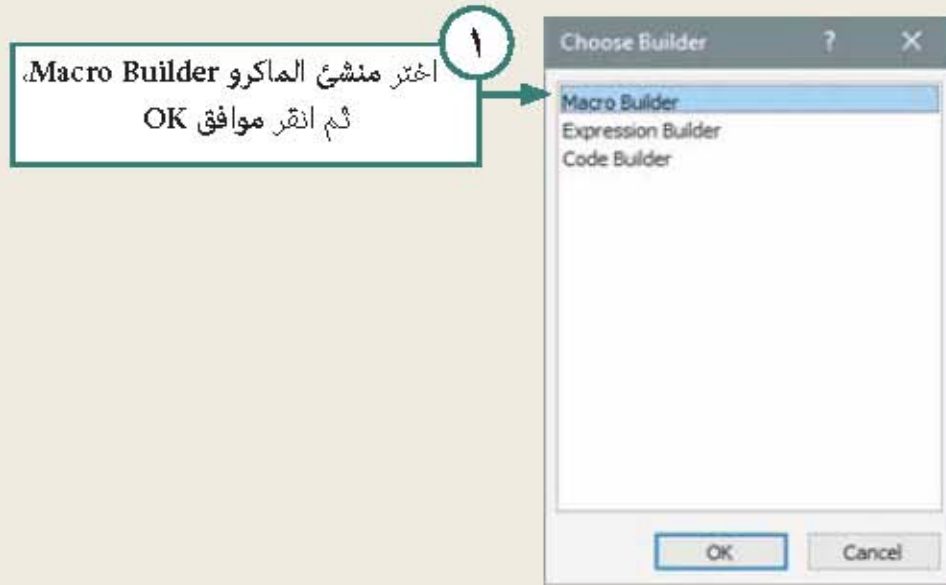 ١
اختر منشئ الماكرو Macro Builder،
ثم انقر موافق OK
Choose Builder ? ×
Macro Builder
Expression Builder
Code Builder
OK Cancel